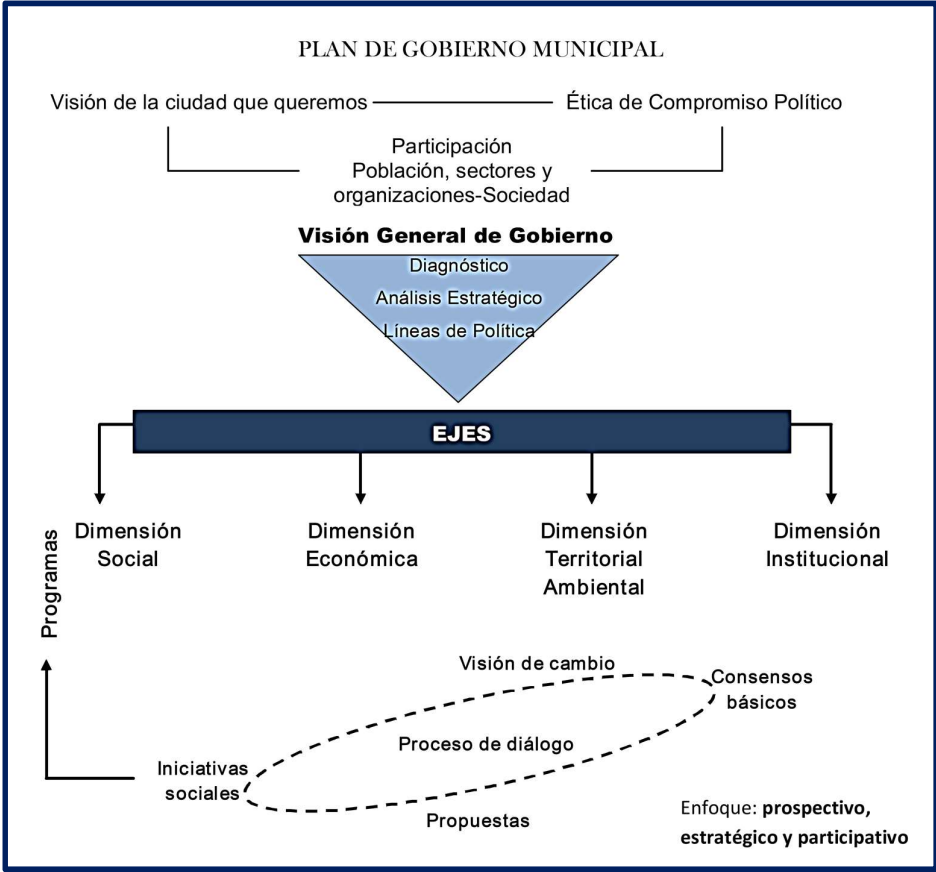 PLAN DE GOBIERNO MUNICIPAL
Visión de la ciudad que queremos
Ética de Compromiso Político
Participación
Población, sectores y
organizaciones-Sociedad
Visión General de Gobierno
Diagnóstico
Análisis Estratégico
Líneas de Política
EJES
Dimensión
Social
Dimensión
Económica
Dimensión
Territorial
Ambiental
Dimensión
Institucional
Programas
Visión de cambio
Consensos
básicos
Proceso de diálogo
Iniciativas
sociales
Propuestas
Enfoque: prospectivo,
estratégico y participativo